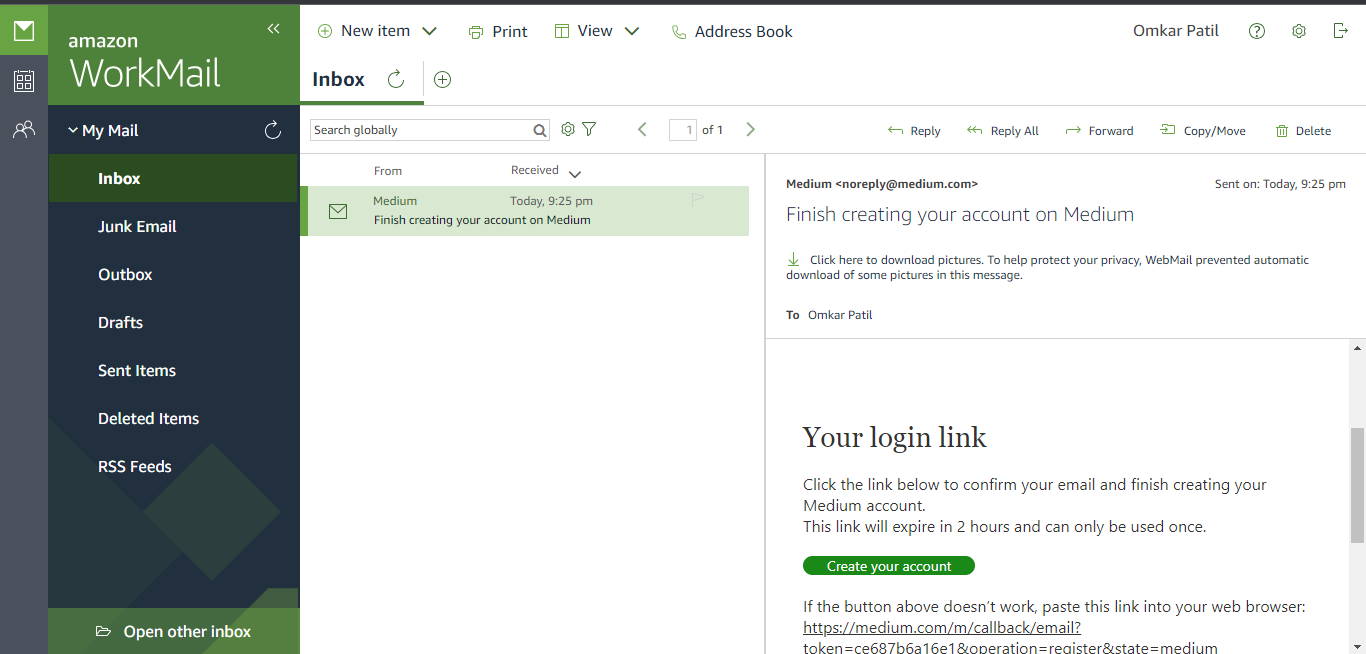 amazon
WorkMail
My Mail
Inbox
Junk Email
Outbox
Drafts
Sent Items
Deleted Items
RSS Feeds
Open other inbox
New item
Print
View
Address Book
Omkar Patil
Inbox
Search globally
1 of 1
Reply
Reply All
Forward
Copy/Move
Delete
From Received
Medium Today, 9:25 pm
Finish creating your account on Medium
Medium <noreply@medium.com> Sent on: Today, 9:25 pm
Finish creating your account on Medium
Click here to download pictures. To help protect your privacy, WebMail prevented automatic
download of some pictures in this message.
To Omkar Patil
Your login link
Click the link below to confirm your email and finish creating your
Medium account.
This link will expire in 2 hours and can only be used once.
Create your account
If the button above doesn’t work, paste this link into your web browser:
https://medium.com/m/callback/email?
token=ce687b6a16e1&operation=register&state=medium